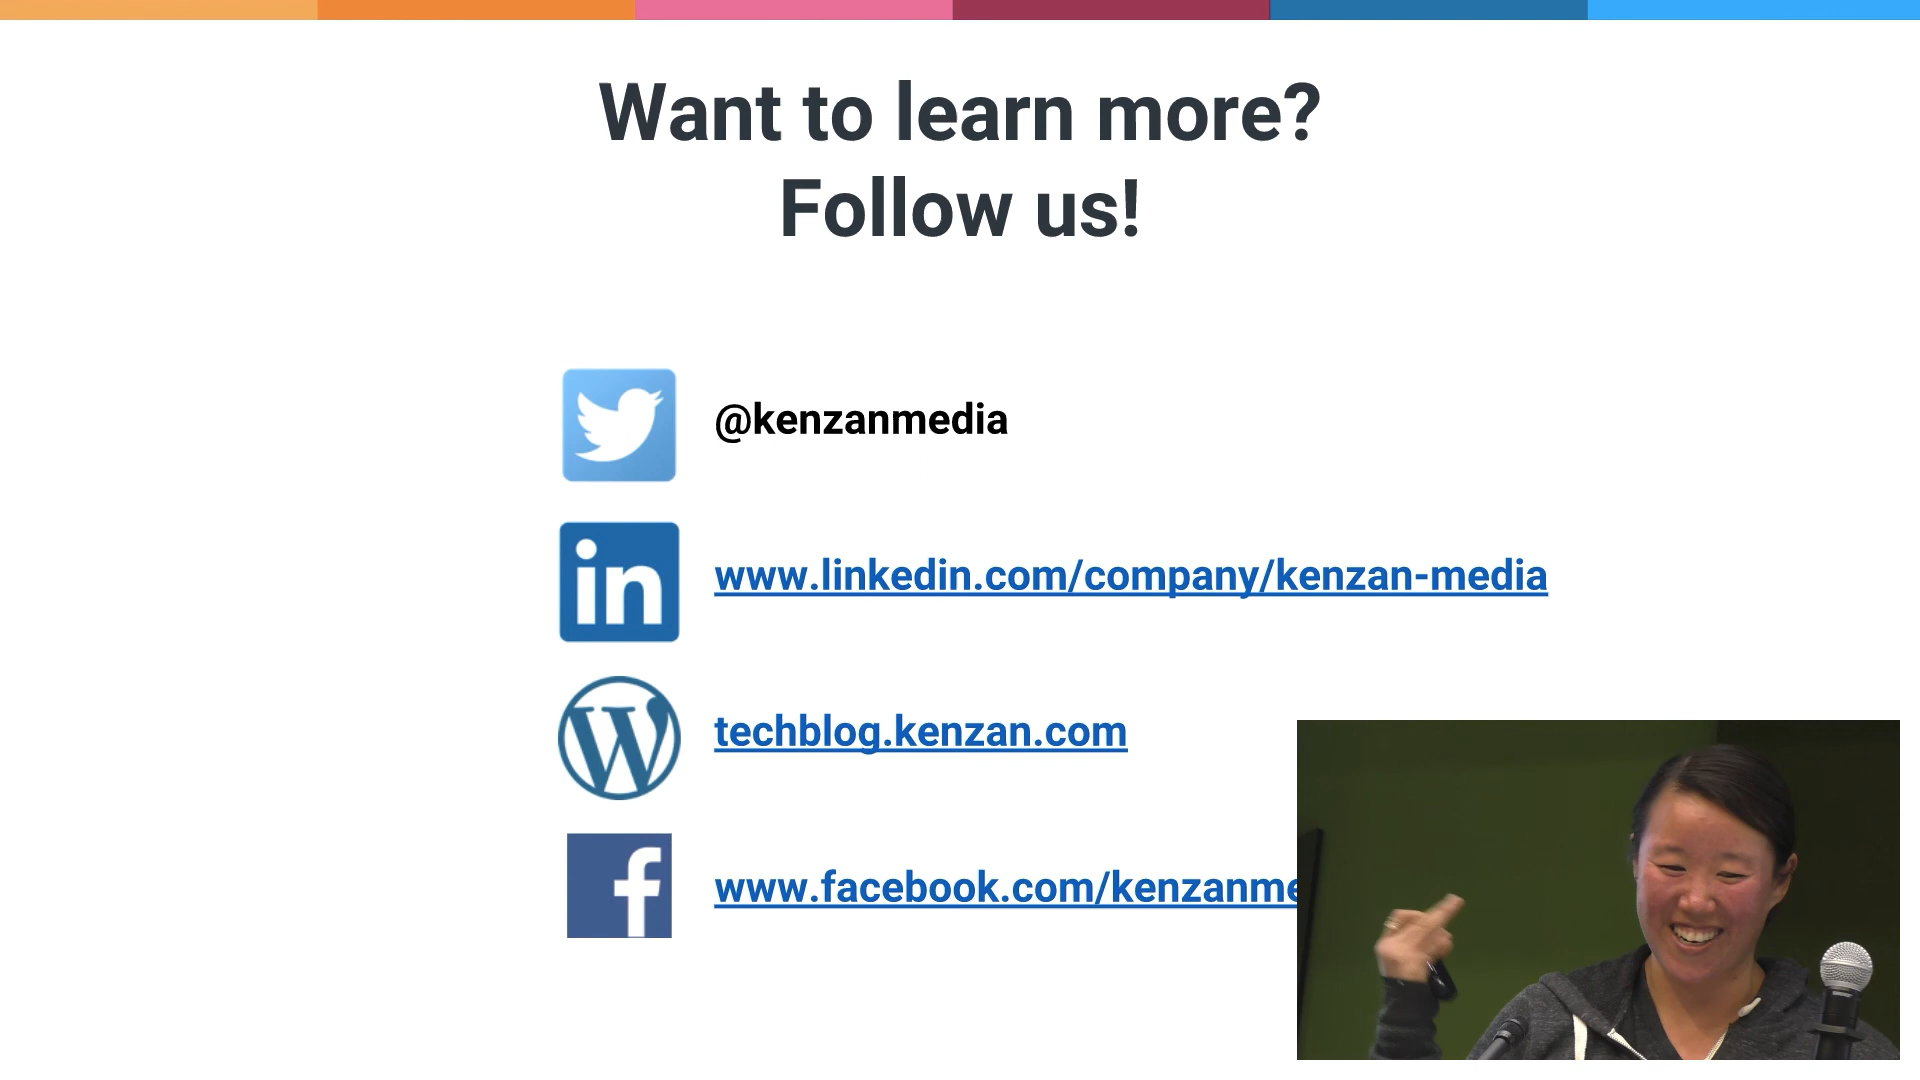 Want to learn more?
Follow us!
@kenzanmedia
in www.linkedin.com/company/kenzan-media
W techblog.kenzan.com
f www.facebook.com/kenzanme